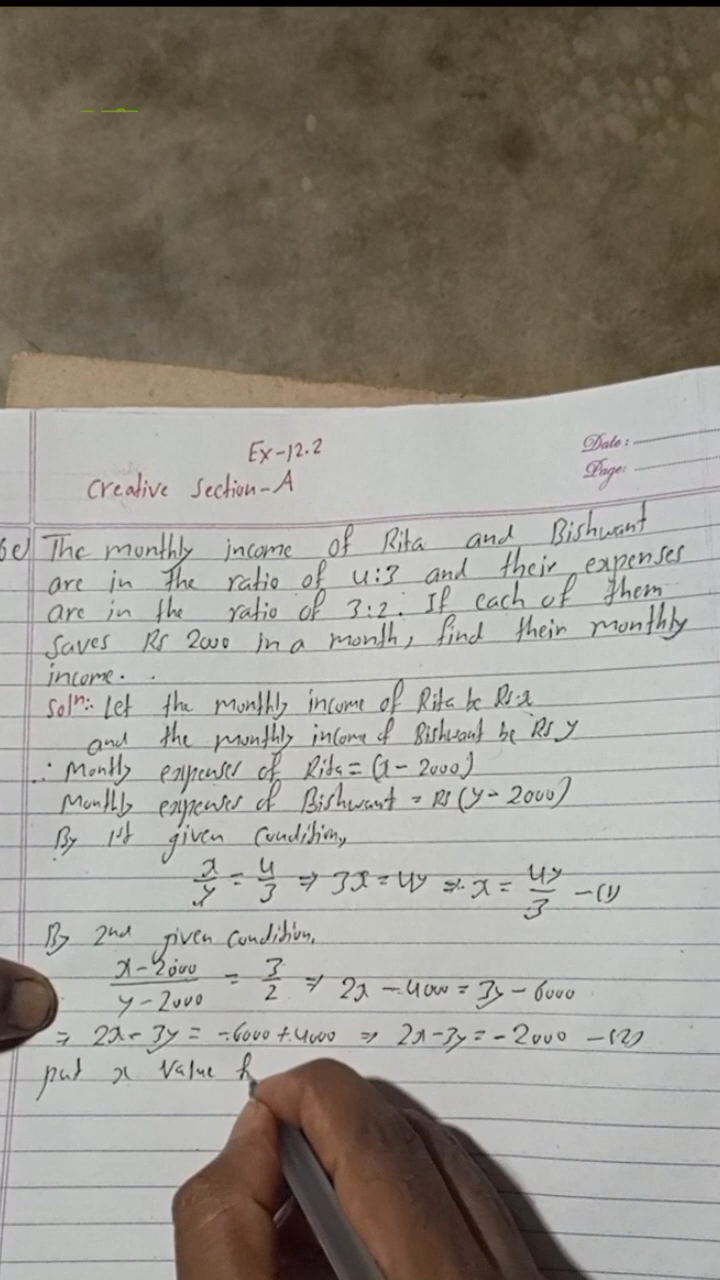 Ex-12.2
Date:
Page:
Creative Section-A
6e) The monthly income of Rita and Bishwant
are in the ratio of 4:3 and their expenses
are in the ratio of 3:2. If each of them
saves Rs 2000 in a month, find their monthly
income.
Soln: Let the monthly income of Rita be Rs.x
and the monthly income of Bishwant be Rs y
∴ Montly expenses of Rita = (x - 2000)
Monthly expenses of Bishwant = Rs (y - 2000)
By 1st given Condition,
x/y = 4/3 ⇒ 3x = 4y ⇒ x = 4y/3 -(1)
By 2nd given Condition,
x-2000/y-2000 = 3/2 ⇒ 2x - 4000 = 3y - 6000
⇒ 2x - 3y = -6000 + 4000 ⇒ 2x - 3y = -2000 -(2)
put x value